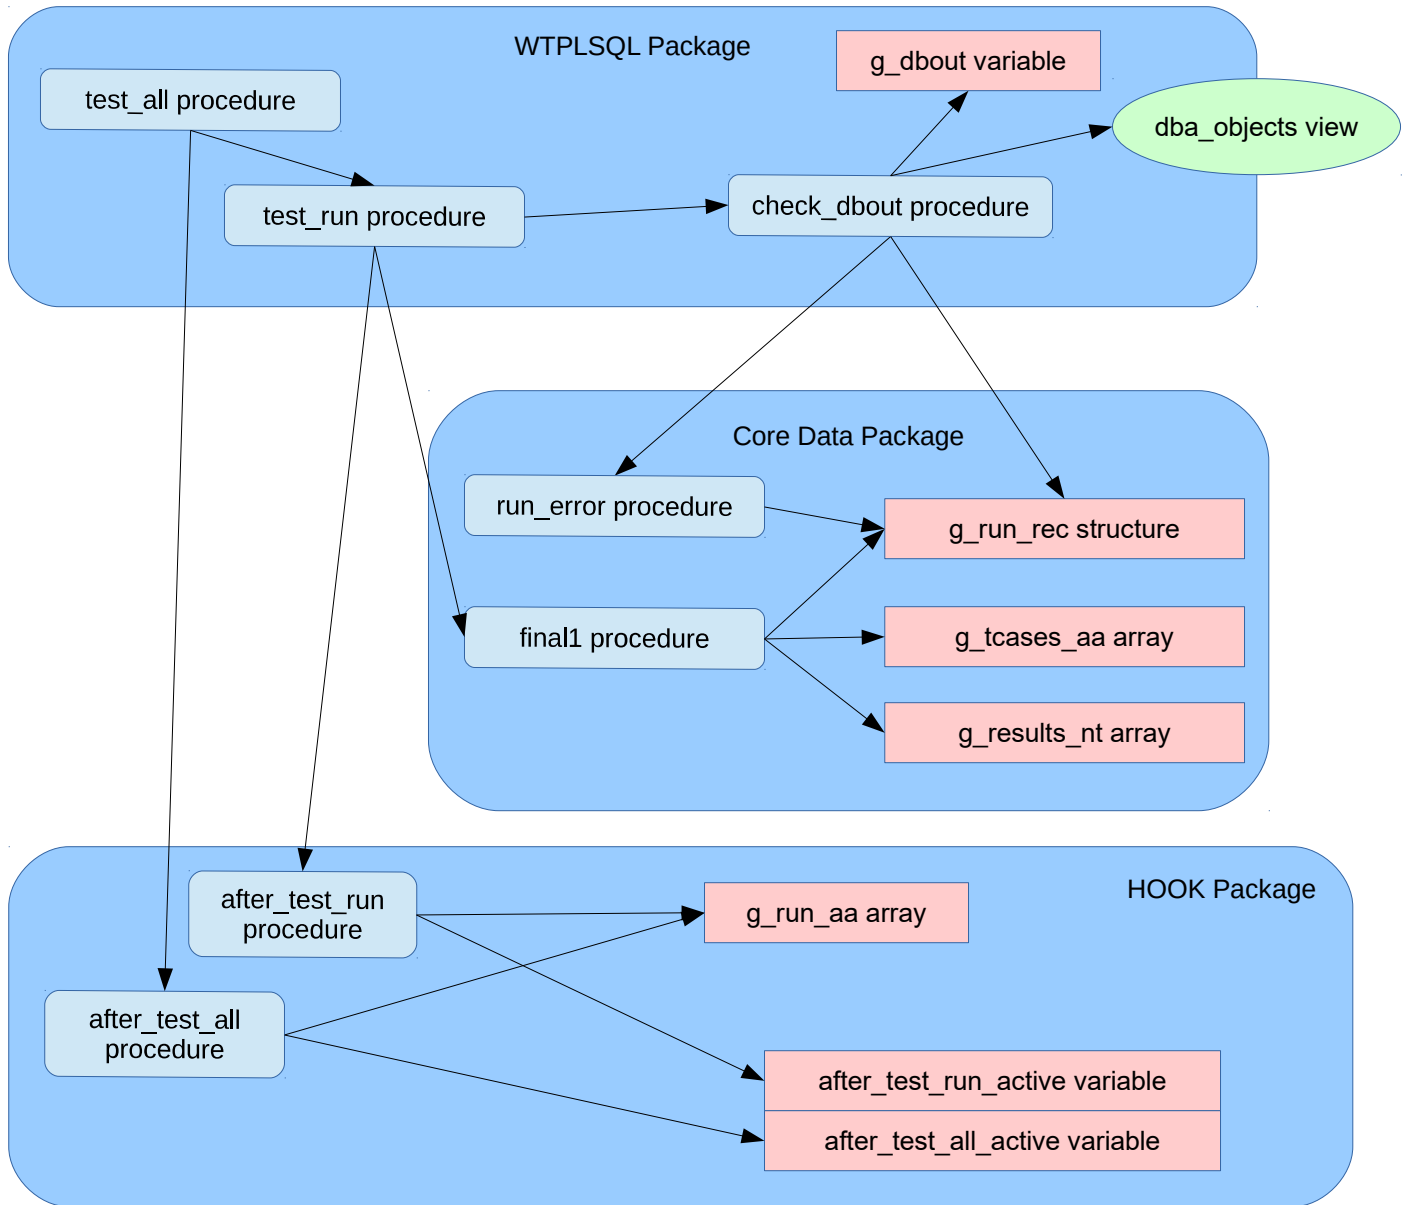 WTPLSQL Package
g_dbout variable
test_all procedure
dba_objects view
test_run procedure
check_dbout procedure
Core Data Package
run_error procedure
g_run_rec structure
final1 procedure
g_tcases_aa array
g_results_nt array
HOOK Package
after_test_run
procedure
g_run_aa array
after_test_all
procedure
after_test_run_active variable
after_test_all_active variable